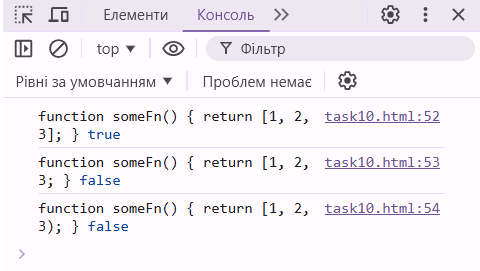 Елементи Консоль
top Фільтр
Рівні за умовчанням Проблем немає
function someFn() { return [1, 2, task10.html:52
3]; } true
function someFn() { return [1, 2, task10.html:53
3; } false
function someFn() { return [1, 2, task10.html:54
3); } false